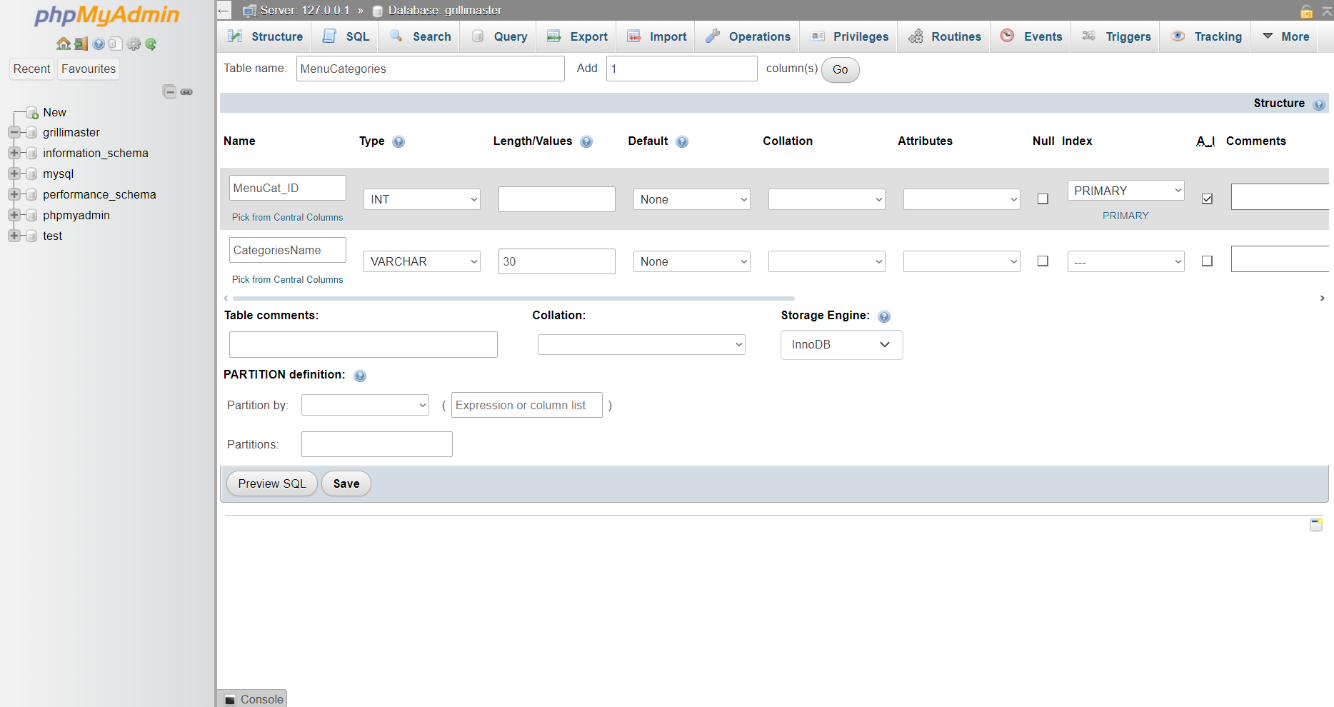 phpMyAdmin
Recent Favourites
New
grillimaster
information_schema
mysql
performance_schema
phpmyadmin
test
Server: 127.0.0.1 » Database: grillimaster
Structure SQL Search Query Export Import Operations Privileges Routines Events Triggers Tracking More
Table name: MenuCategories Add 1 column(s) Go
Structure
Name Type Length/Values Default Collation Attributes Null Index A_I Comments
MenuCat_ID INT None PRIMARY
Pick from Central Columns PRIMARY
CategoriesName VARCHAR 30 None ---
Pick from Central Columns
Table comments: Collation: Storage Engine:
InnoDB
PARTITION definition:
Partition by: ( Expression or column list )
Partitions:
Preview SQL Save
Console